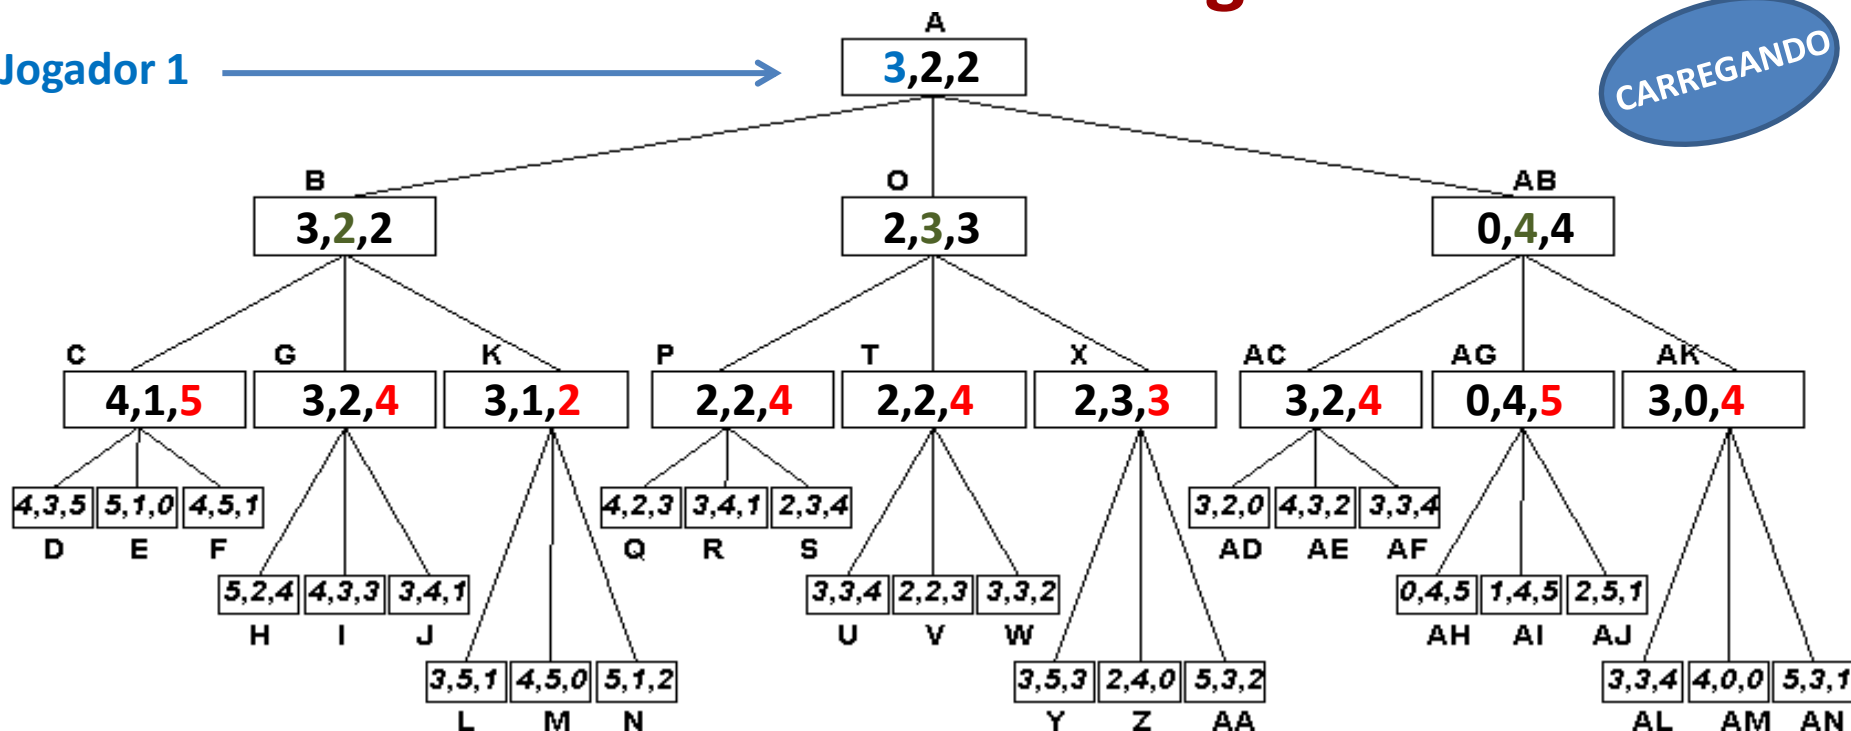 A
Jogador 1
3,2,2
CARREGANDO
B
O
AB
3,2,2
2,3,3
0,4,4
C
G
K
P
T
X
AC
AG
AK
4,1,5
3,2,4
3,1,2
2,2,4
2,2,4
2,3,3
3,2,4
0,4,5
3,0,4
4,3,5
5,1,0
4,5,1
4,2,3
3,4,1
2,3,4
3,2,0
4,3,2
3,3,4
D
E
F
Q
R
S
AD
AE
AF
5,2,4
4,3,3
3,4,1
3,3,4
2,2,3
3,3,2
0,4,5
1,4,5
2,5,1
H
I
J
U
V
W
AH
AI
AJ
3,5,1
4,5,0
5,1,2
3,5,3
2,4,0
5,3,2
3,3,4
4,0,0
5,3,1
L
M
N
Y
Z
AA
AL
AM
AN